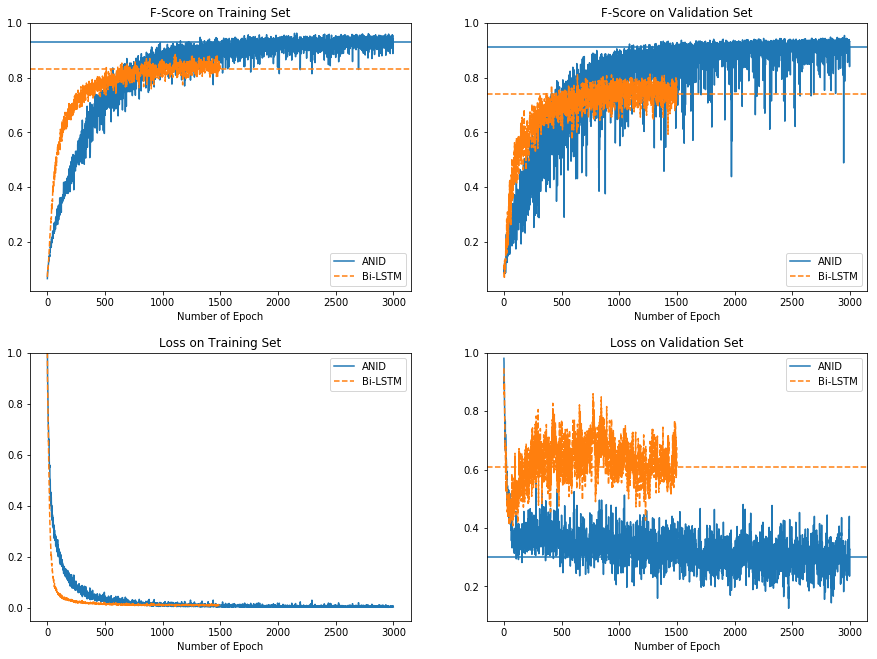 F-Score on Training Set
1.0
0.8
0.6
0.4
0.2
ANID
Bi-LSTM
0 500 1000 1500 2000 2500 3000
Number of Epoch
F-Score on Validation Set
1.0
0.8
0.6
0.4
0.2
ANID
Bi-LSTM
0 500 1000 1500 2000 2500 3000
Number of Epoch
Loss on Training Set
1.0
0.8
0.6
0.4
0.2
0.0
ANID
Bi-LSTM
0 500 1000 1500 2000 2500 3000
Number of Epoch
Loss on Validation Set
1.0
0.8
0.6
0.4
0.2
ANID
Bi-LSTM
0 500 1000 1500 2000 2500 3000
Number of Epoch